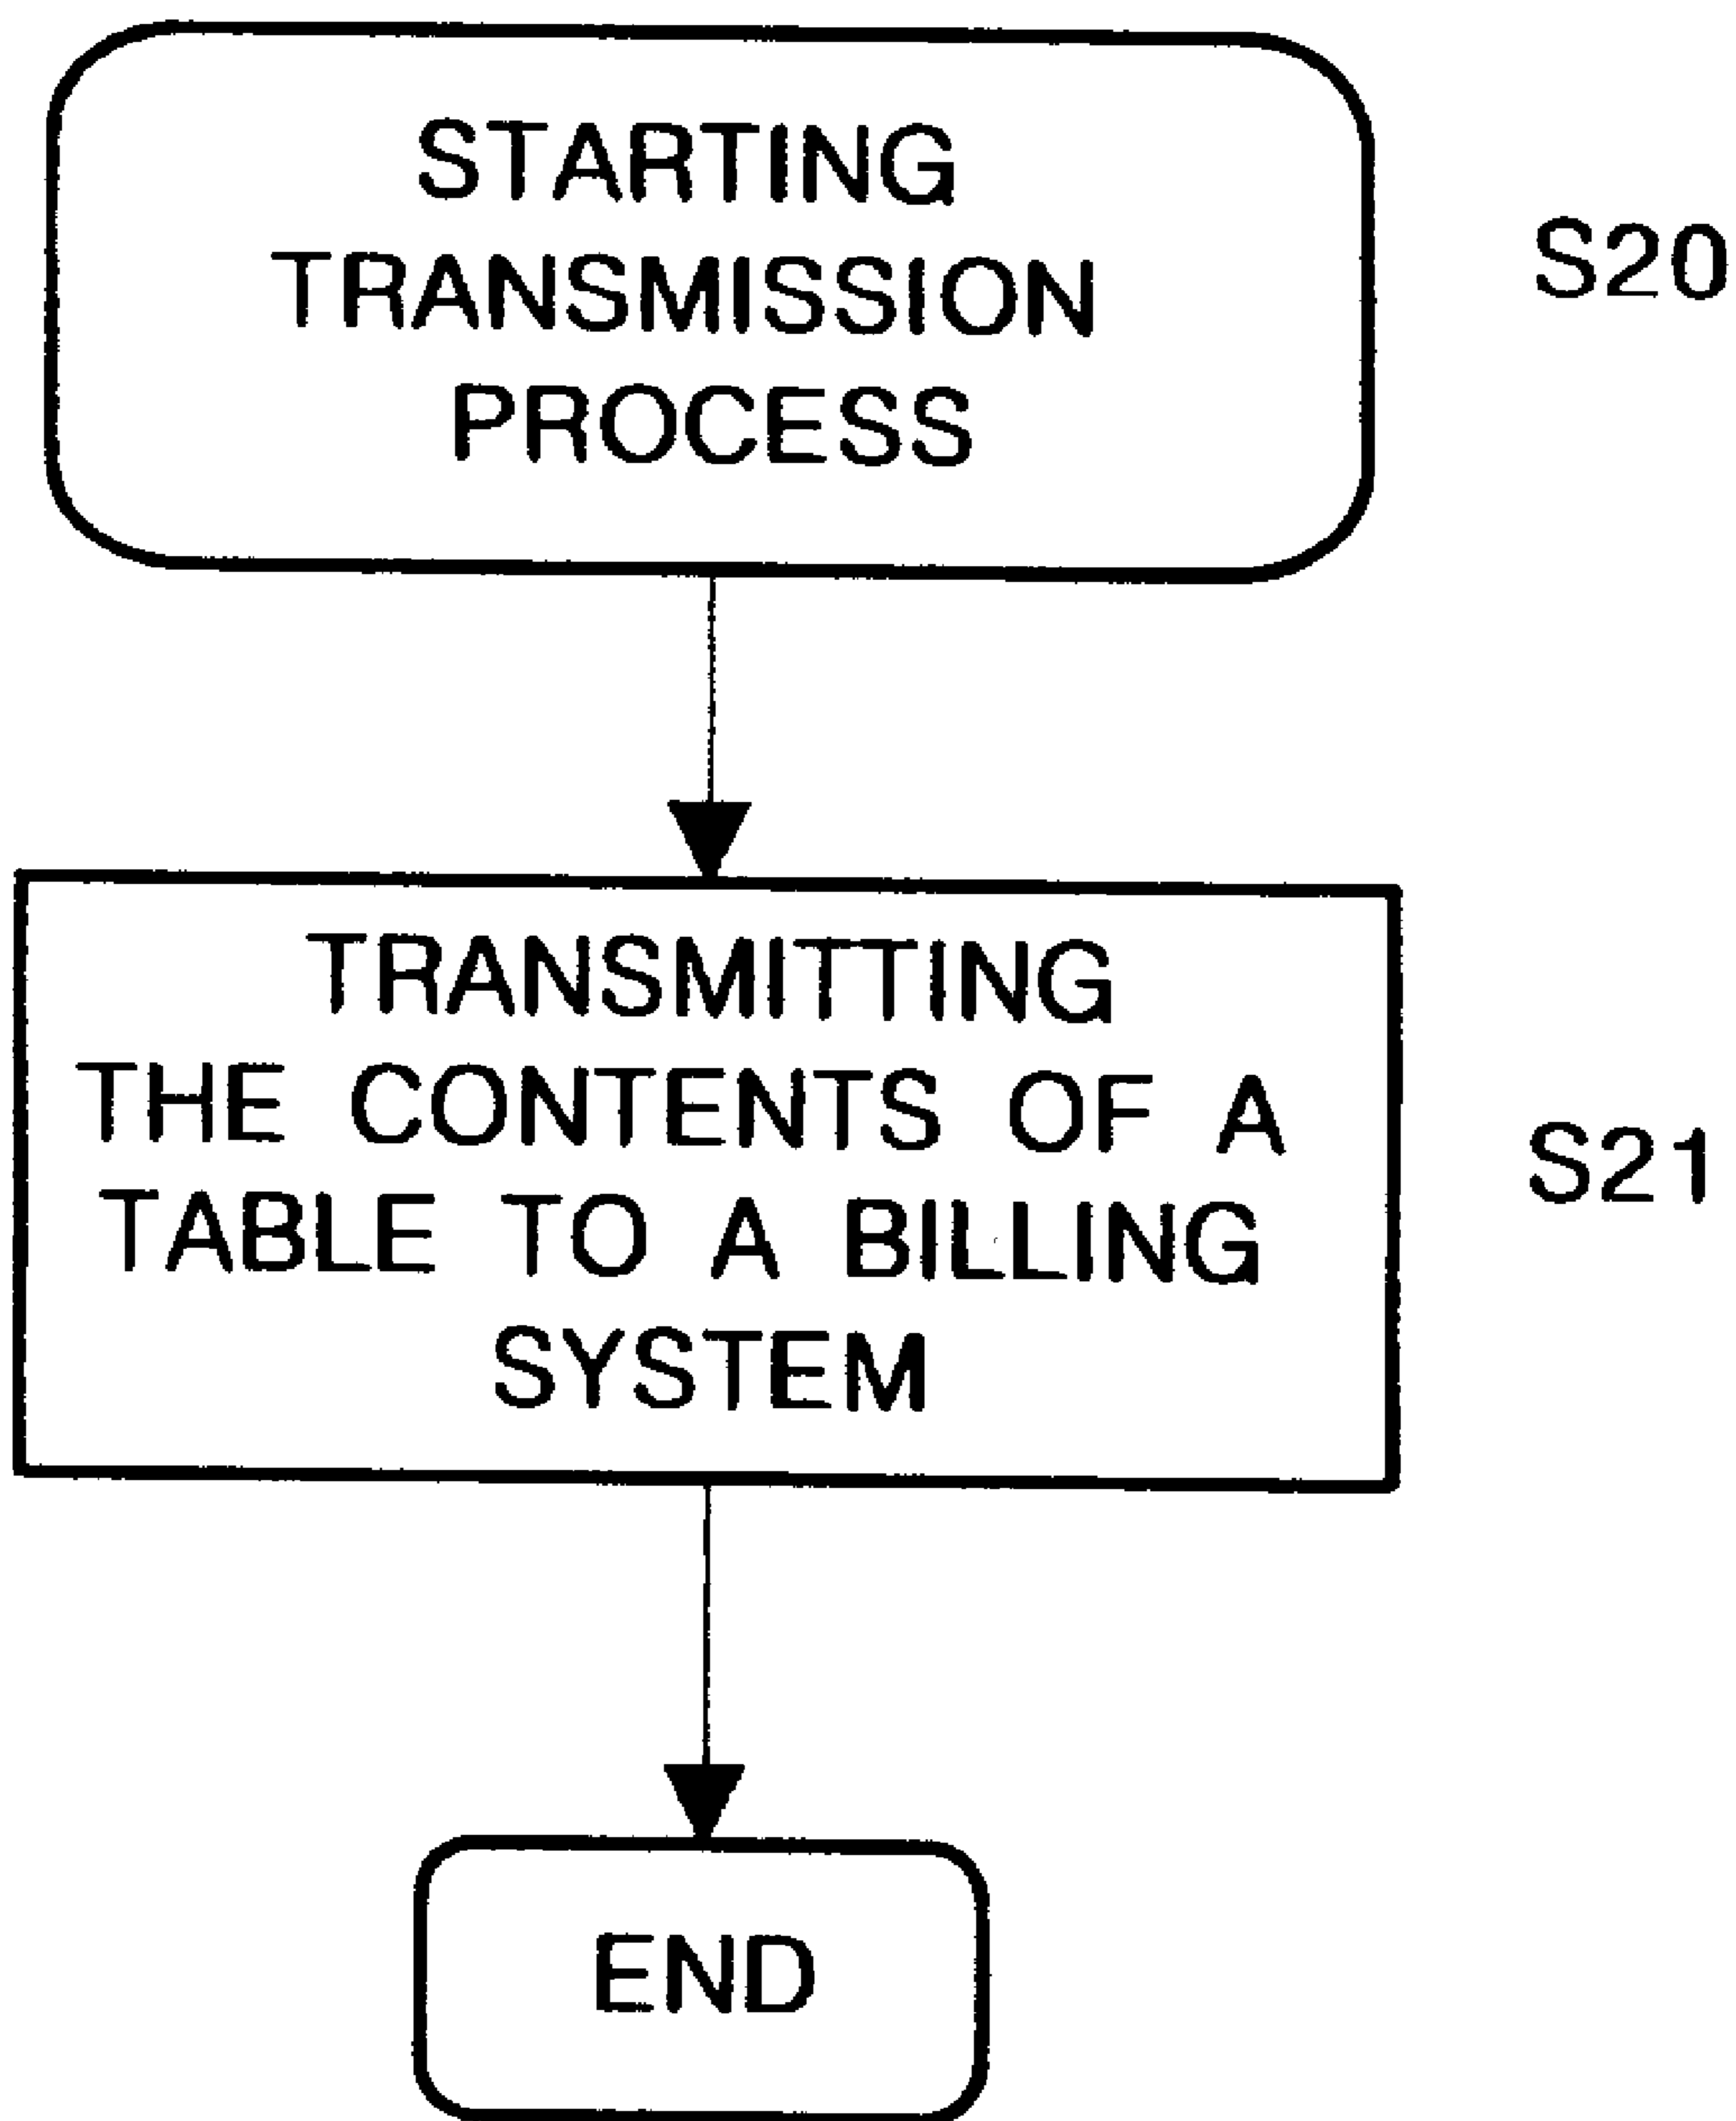 STARTING
TRANSMISSION
PROCESS
S20
TRANSMITTING
THE CONTENTS OF A
TABLE TO A BILLING
SYSTEM
S21
END